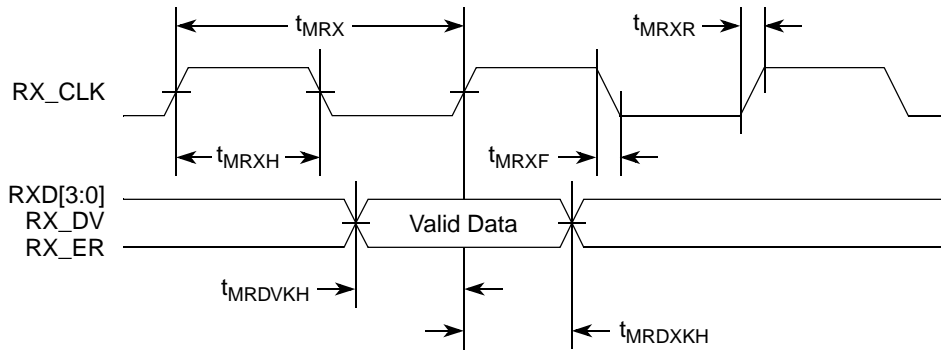 tMRX
tMRXR
RX_CLK
tMRXH
tMRXF
RXD[3:0]
RX_DV
Valid Data
RX_ER
tMRDVKH
tMRDXKH